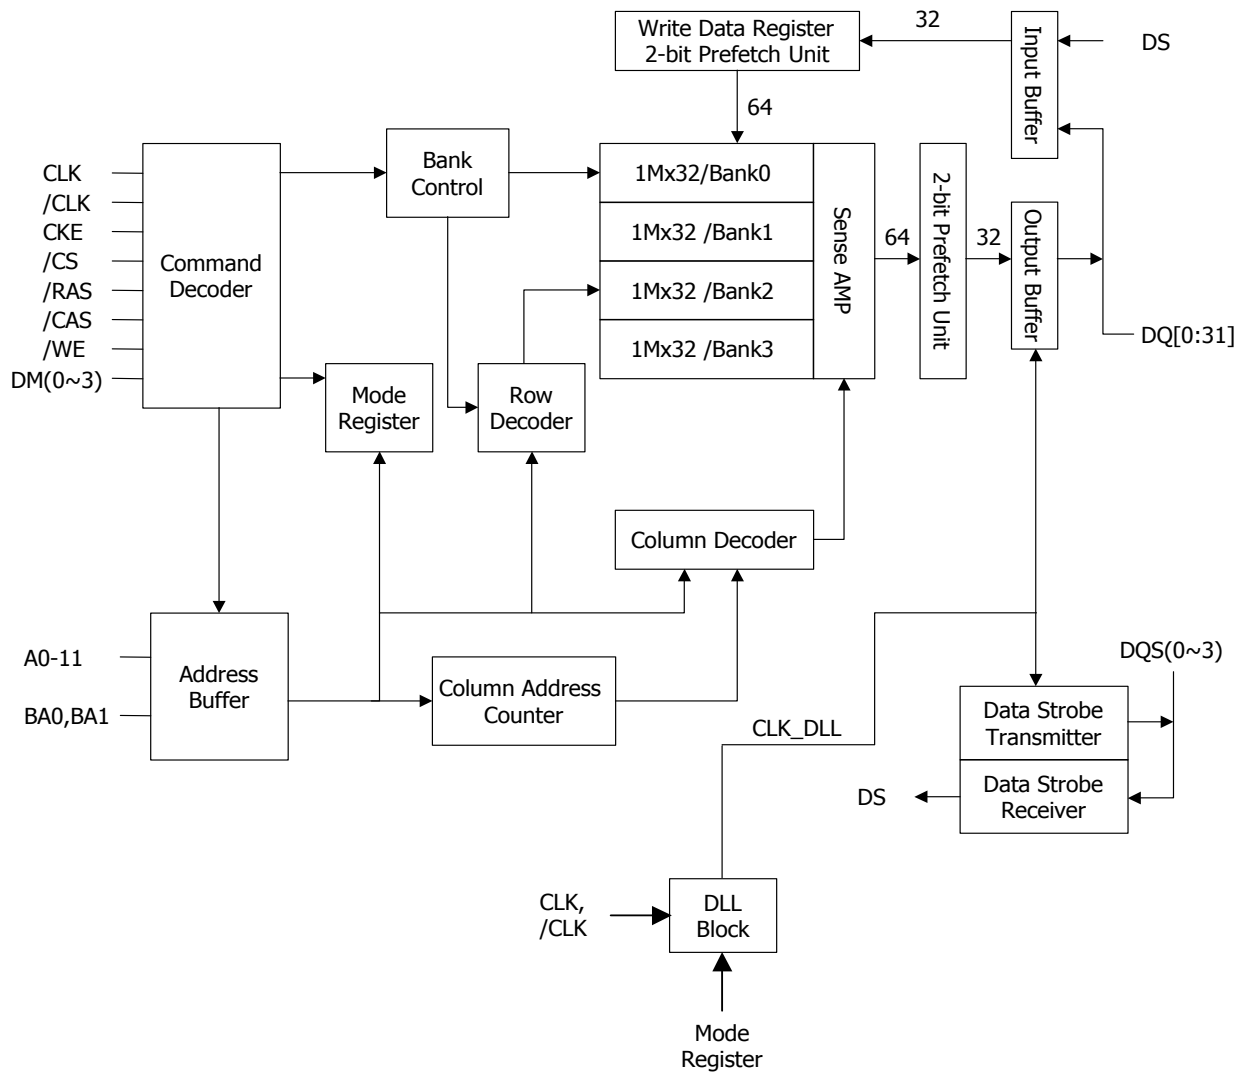 Write Data Register
2-bit Prefetch Unit
32
Input Buffer
DS
64
CLK
/CLK
CKE
/CS
/RAS
/CAS
/WE
DM(0~3)
Command
Decoder
Bank
Control
1Mx32/Bank0
1Mx32 /Bank1
1Mx32 /Bank2
1Mx32 /Bank3
Sense AMP
64
2-bit Prefetch Unit
32
Output Buffer
DQ[0:31]
Mode
Register
Row
Decoder
Column Decoder
A0-11
BA0,BA1
Address
Buffer
Column Address
Counter
CLK_DLL
DQS(0~3)
Data Strobe
Transmitter
Data Strobe
Receiver
DS
CLK,
/CLK
DLL
Block
Mode
Register